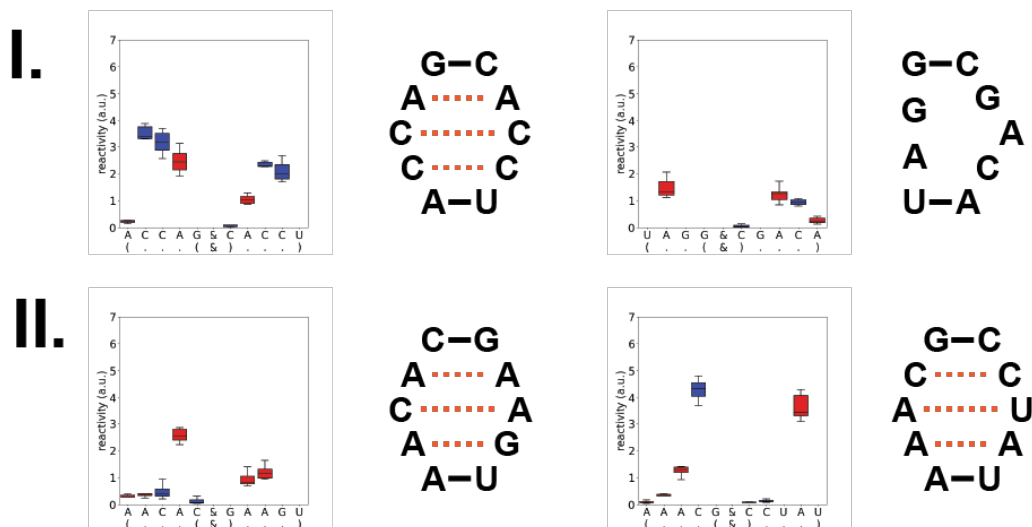 I.
reactivity (a.u.)
7
6
5
4
3
2
1
0
A C C A G & C A C C U
( . . . ( & ) . . . )
G C
A A
C C
C C
A U
reactivity (a.u.)
7
6
5
4
3
2
1
0
U A G G & C G A C A
( . . ( & ) . . . )
G C
G G
A A
C
U A
II.
reactivity (a.u.)
7
6
5
4
3
2
1
0
A A C A C & G A A G U
( . . . ( & ) . . . )
C G
A A
C A
A G
A U
reactivity (a.u.)
7
6
5
4
3
2
1
0
A A A C G & C C U A U
( . . . ( & ) . . . )
G C
C C
A U
A A
A U